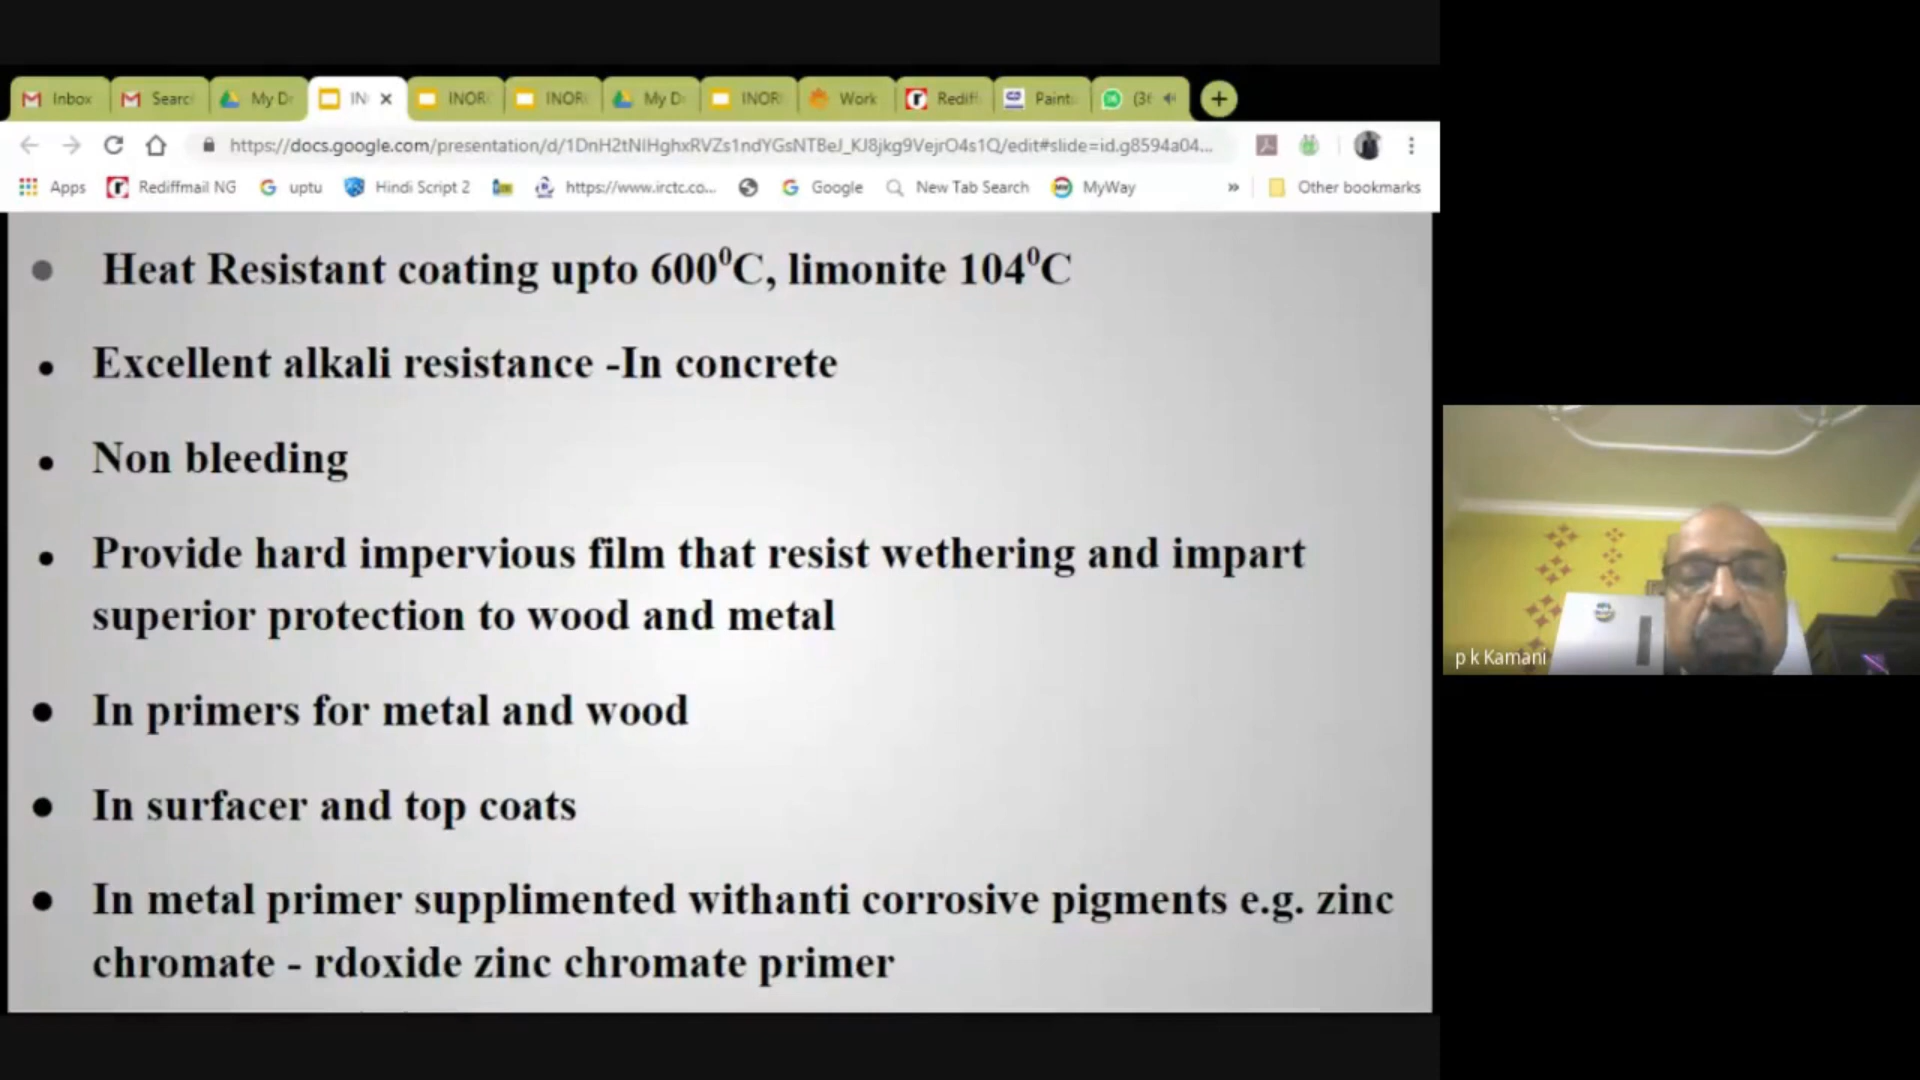 Inbox
Searc
My Dr
IN
INOR
INOR
My D
INOR
Work
Rediff
Paint
(36
https://docs.google.com/presentation/d/1DnH2tNIHghxRVZs1ndYGsNTBeJ_KJ8jkg9VejrO4s1Q/edit#slide=id.g8594a04...
Apps
Rediffmail NG
uptu
Hindi Script 2
https://www.irctc.co...
Google
New Tab Search
MyWay
»
Other bookmarks
• Heat Resistant coating upto 600⁰C, limonite 104⁰C
• Excellent alkali resistance -In concrete
• Non bleeding
• Provide hard impervious film that resist wethering and impart
superior protection to wood and metal
• In primers for metal and wood
• In surfacer and top coats
• In metal primer supplimented withanti corrosive pigments e.g. zinc
chromate - rdoxide zinc chromate primer
p k Kamani